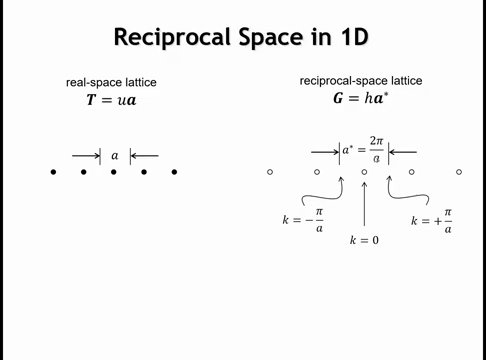 Reciprocal Space in 1D
real-space lattice
T = ua
a
reciprocal-space lattice
G = ha*
a* = 2π/a
k = −π/a
k = 0
k = +π/a